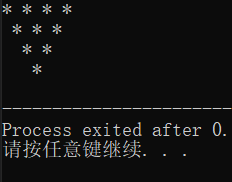 * * * *
 * * *
  * *
   *
--------------------------------
Process exited after 0.
请按任意键继续. . .